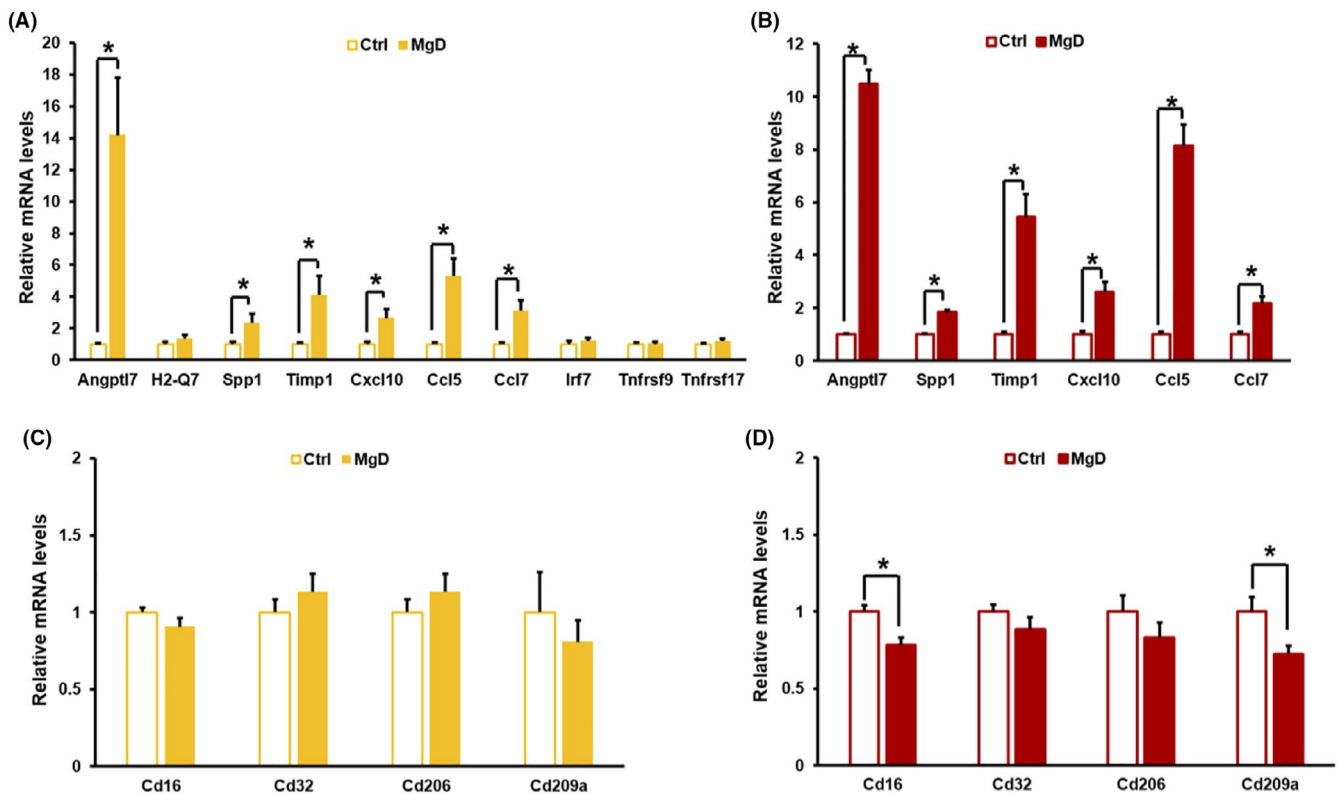 (A)
Ctrl MgD
Relative mRNA levels
20
18
16
14
12
10
8
6
4
2
0
* * * * * *
Angptl7 H2-Q7 Spp1 Timp1 Cxcl10 Ccl5 Ccl7 Irf7 Tnfrsf9 Tnfrsf17
(B)
Ctrl MgD
Relative mRNA levels
12
10
8
6
4
2
0
* * * * * *
Angptl7 Spp1 Timp1 Cxcl10 Ccl5 Ccl7
(C)
Ctrl MgD
Relative mRNA levels
2
1.5
1
0.5
0
Cd16 Cd32 Cd206 Cd209a
(D)
Ctrl MgD
Relative mRNA levels
2
1.5
1
0.5
0
* *
Cd16 Cd32 Cd206 Cd209a